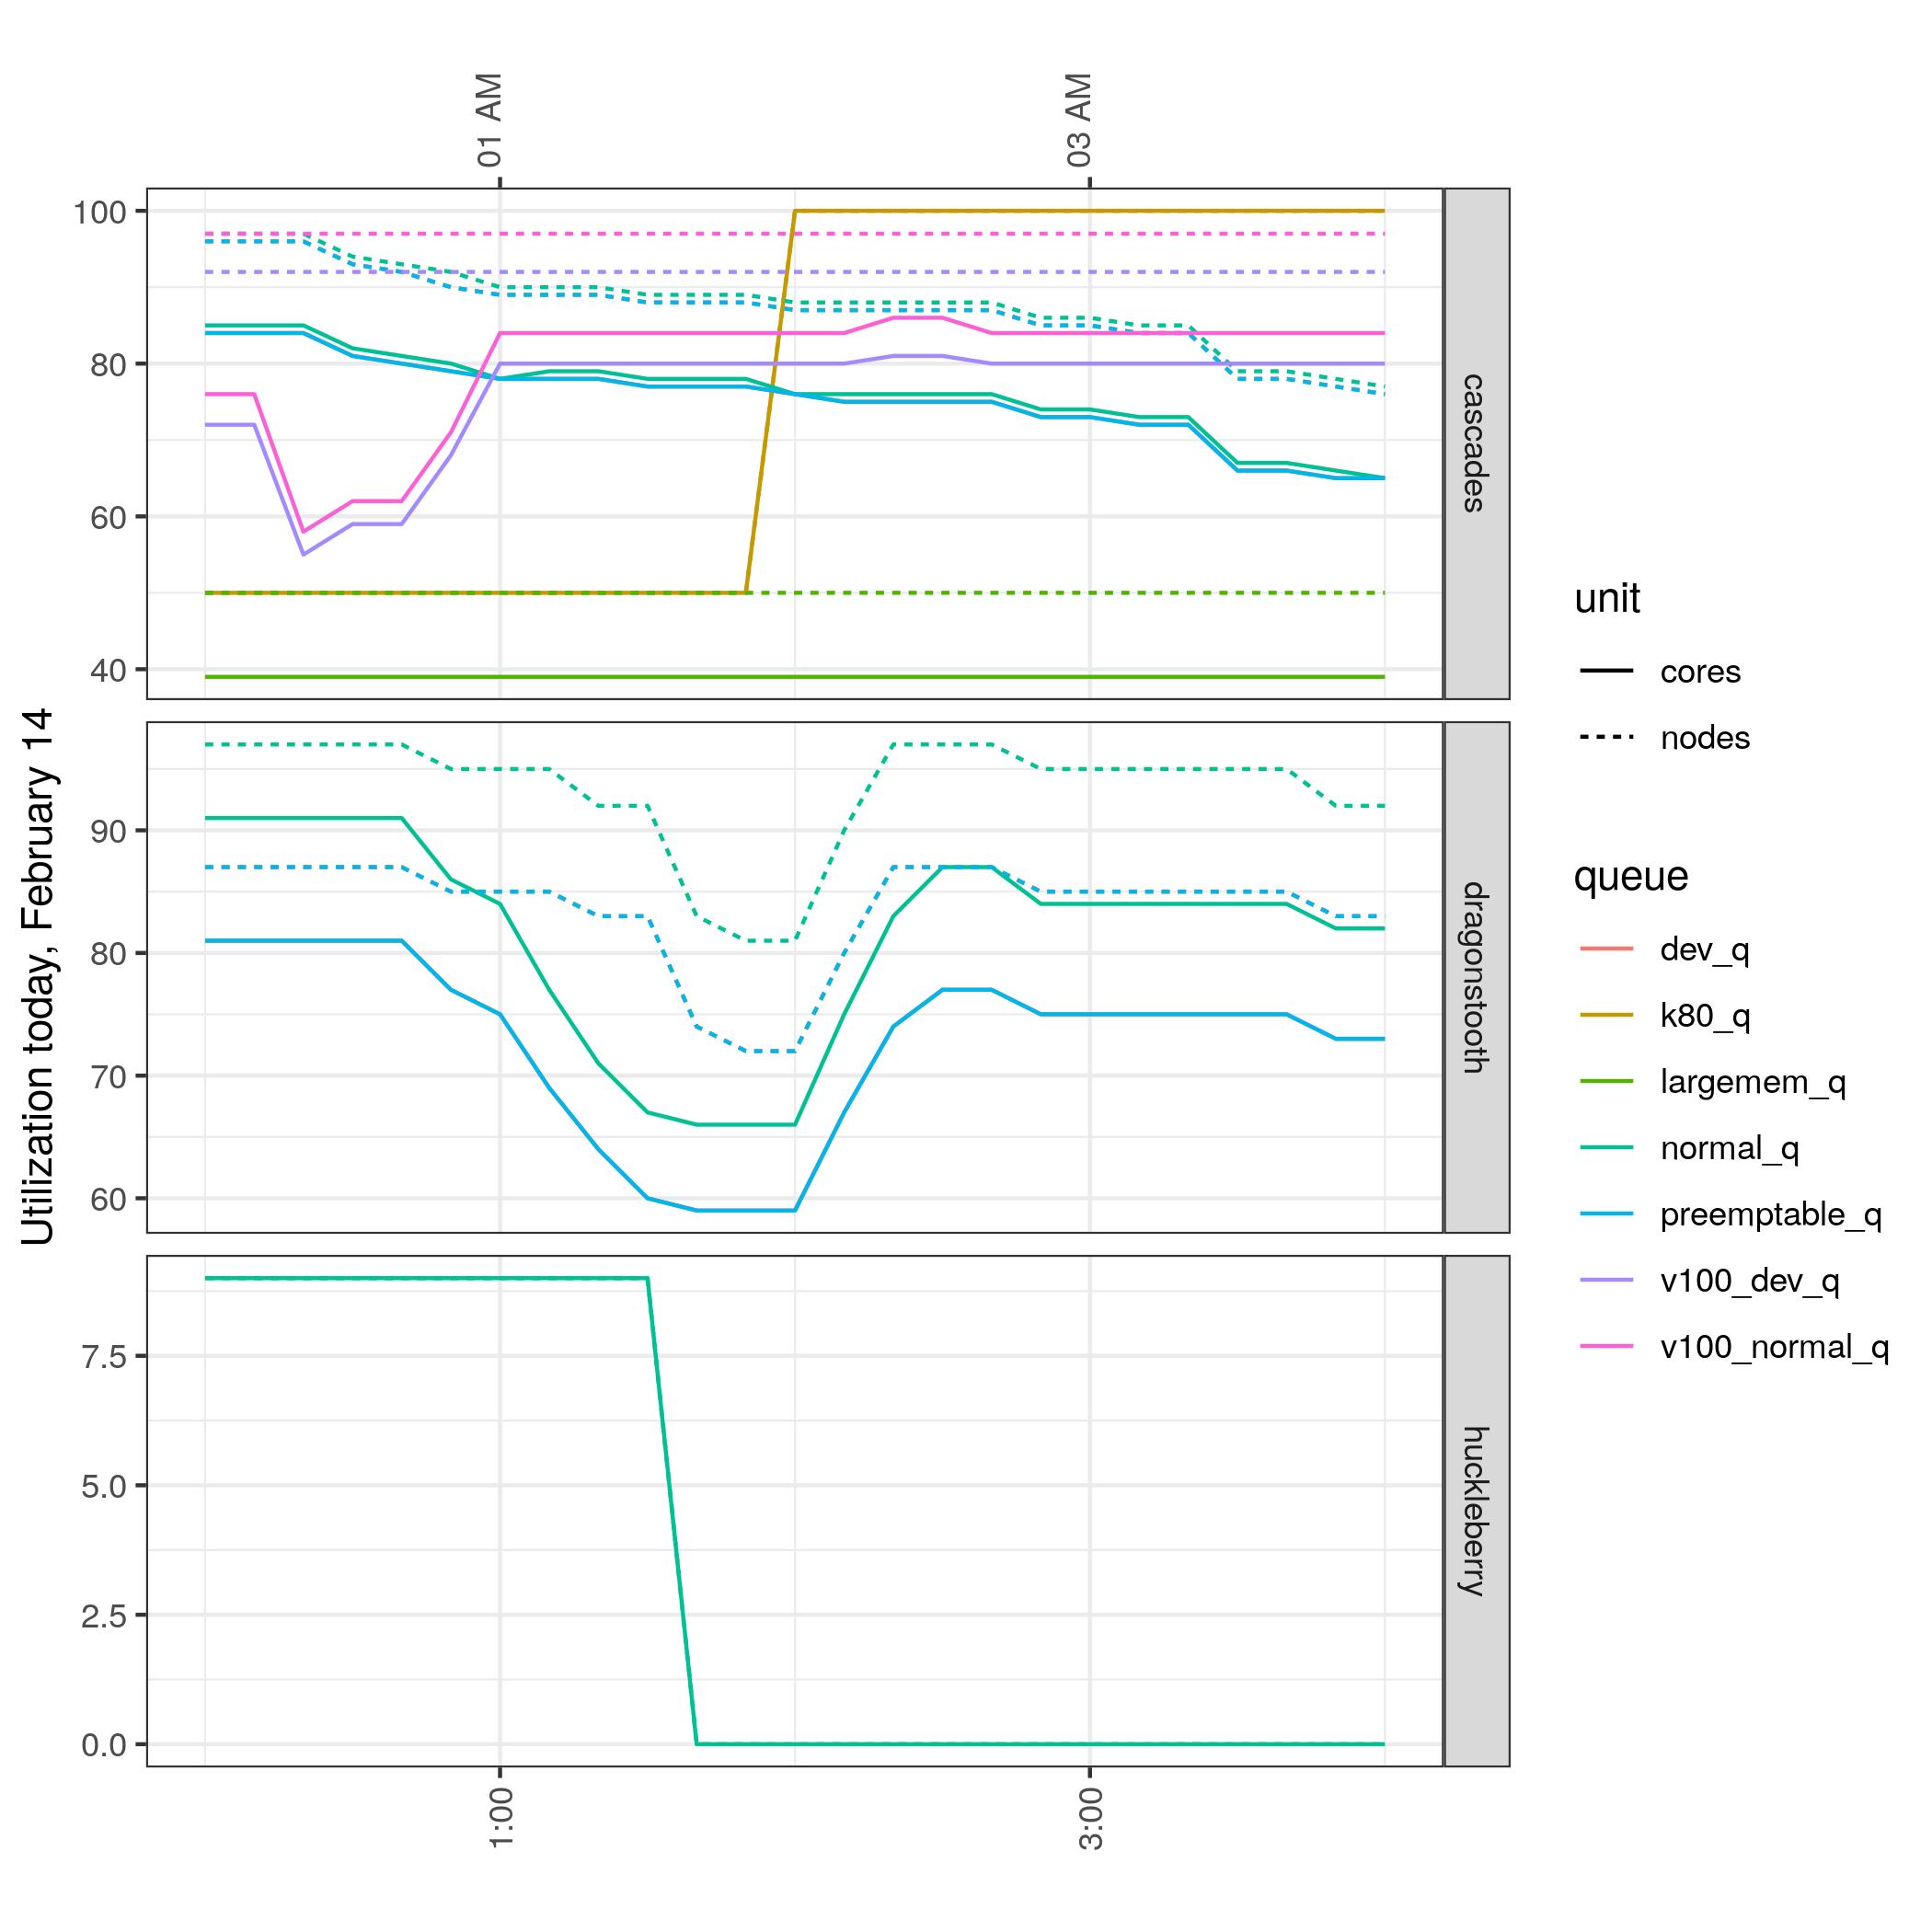 01 AM
03 AM
Utilization today, February 14
100
80
60
40
cascades
90
80
70
60
dragonstooth
7.5
5.0
2.5
0.0
huckleberry
1:00
3:00
unit
cores
nodes
queue
dev_q
k80_q
largemem_q
normal_q
preemptable_q
v100_dev_q
v100_normal_q